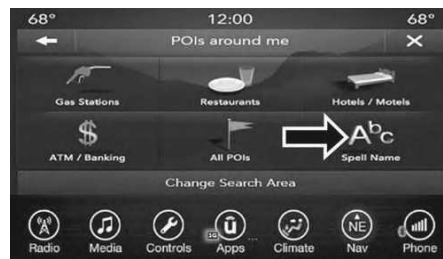 68° 12:00 68°
POIs around me
Gas Stations Restaurants Hotels / Motels
$ Abc
ATM / Banking All POIs Spell Name
Change Search Area
NE
3G
Radio Media Controls Apps Climate Nav Phone